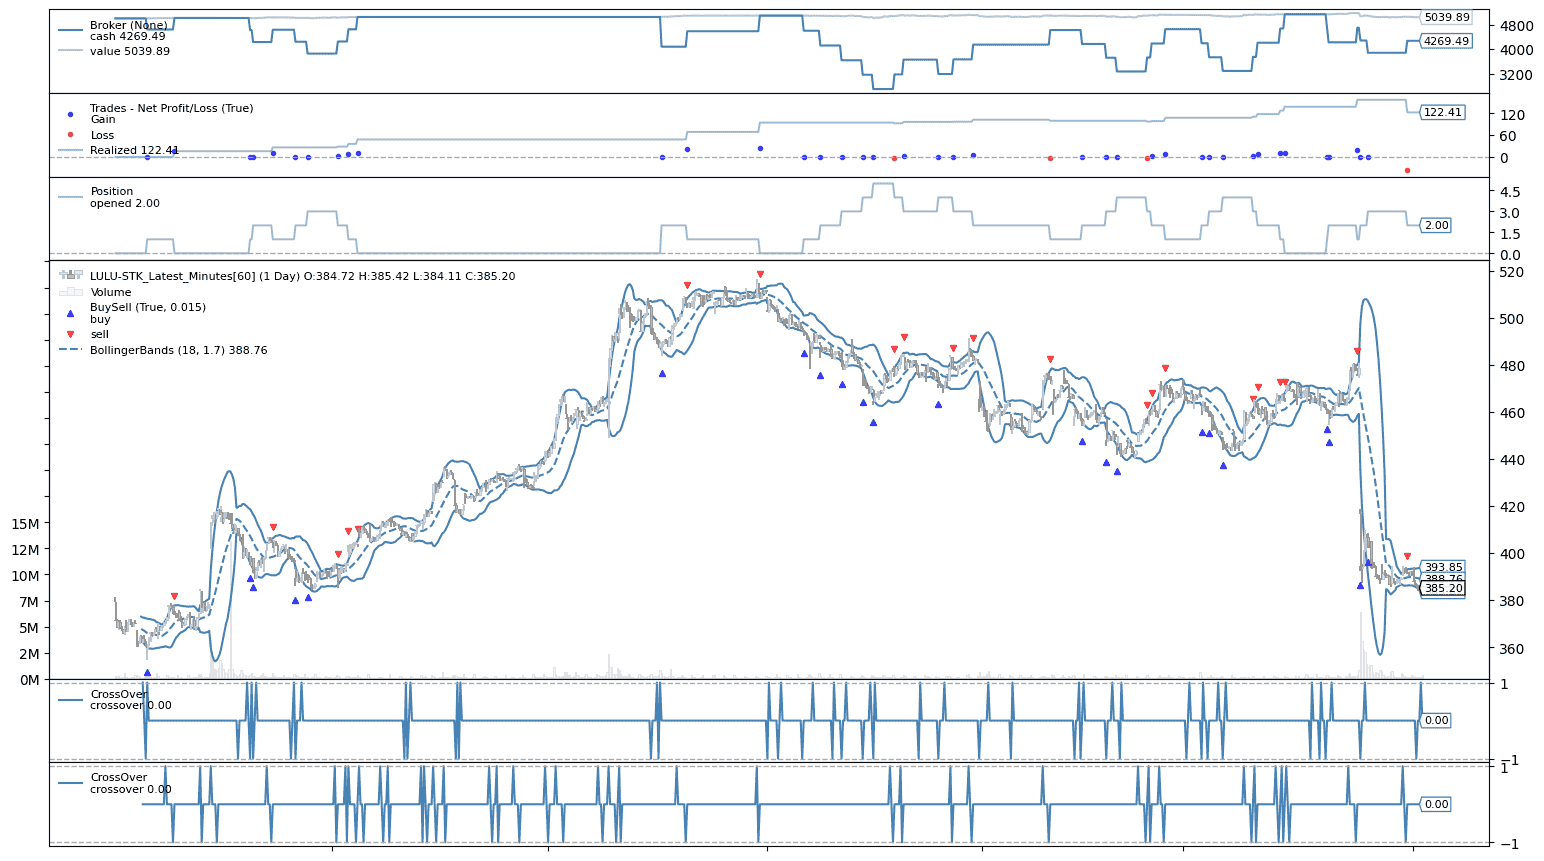 Broker (None)
cash 4269.49
value 5039.89
5039.89
4800
4269.49
4000
3200
Trades - Net Profit/Loss (True)
Gain
Loss
Realized 122.41
122.41
120
60
0
Position
opened 2.00
4.5
3.0
2.00
1.5
0.0
LULU-STK_Latest_Minutes[60] (1 Day) O:384.72 H:385.42 L:384.11 C:385.20
Volume
BuySell (True, 0.015)
buy
sell
BollingerBands (18, 1.7) 388.76
520
500
480
460
440
420
400
380
360
393.85
388.76
385.20
15M
12M
10M
7M
5M
2M
0M
CrossOver
crossover 0.00
1
0.00
−1
CrossOver
crossover 0.00
1
0.00
−1